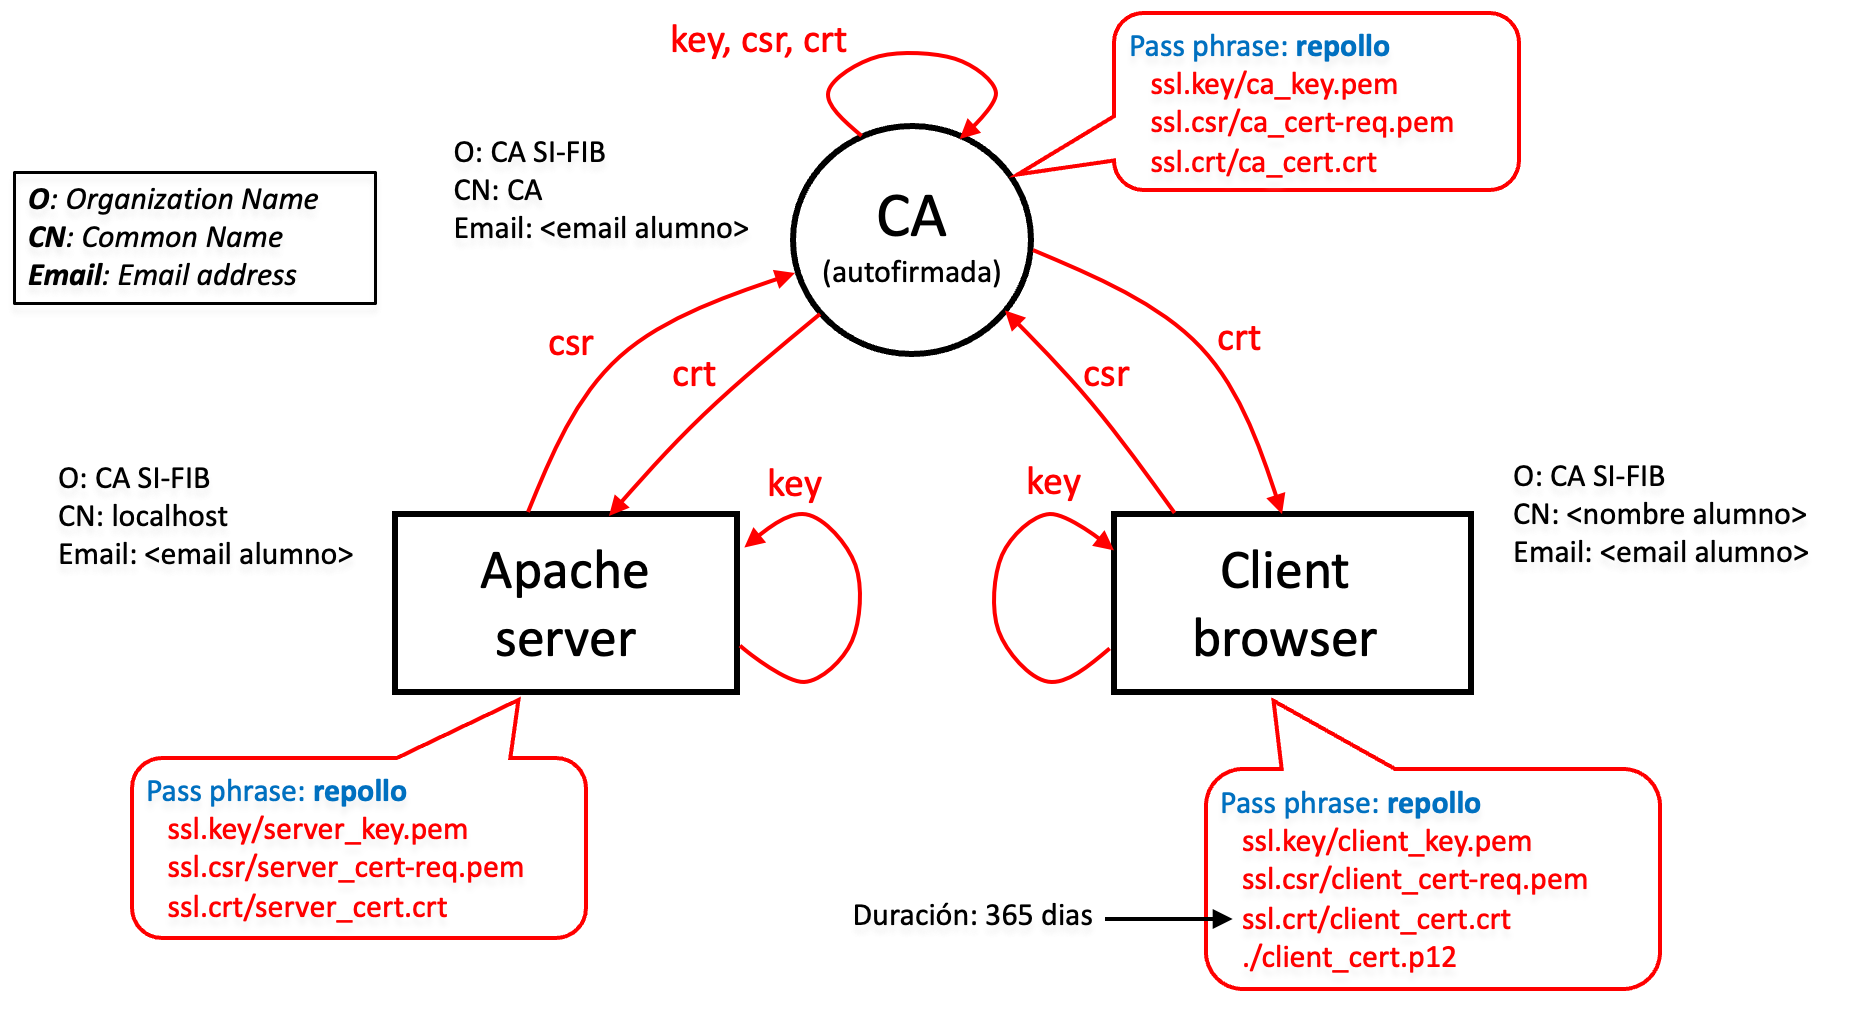 key, csr, crt
Pass phrase: repollo
ssl.key/ca_key.pem
ssl.csr/ca_cert-req.pem
ssl.crt/ca_cert.crt
O: CA SI-FIB
CN: CA
Email: <email alumno>
O: Organization Name
CN: Common Name
Email: Email address
CA
(autofirmada)
csr
crt
csr
crt
O: CA SI-FIB
CN: localhost
Email: <email alumno>
key
key
O: CA SI-FIB
CN: <nombre alumno>
Email: <email alumno>
Apache
server
Client
browser
Pass phrase: repollo
ssl.key/server_key.pem
ssl.csr/server_cert-req.pem
ssl.crt/server_cert.crt
Pass phrase: repollo
ssl.key/client_key.pem
ssl.csr/client_cert-req.pem
Duración: 365 dias
ssl.crt/client_cert.crt
./client_cert.p12